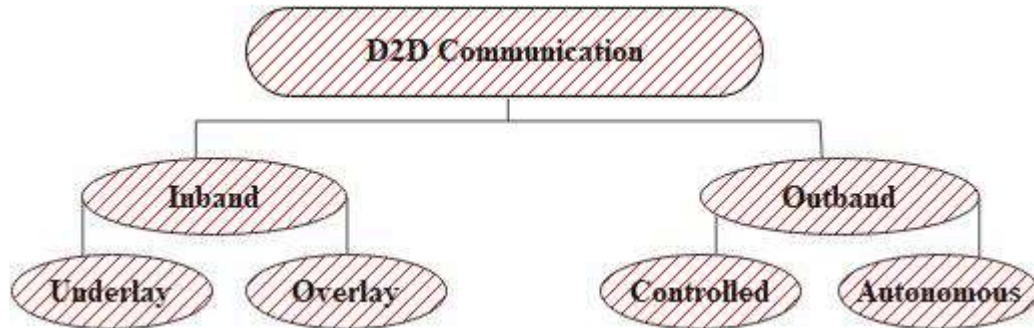 D2D Communication
Inband
Outband
Underlay
Overlay
Controlled
Autonomous